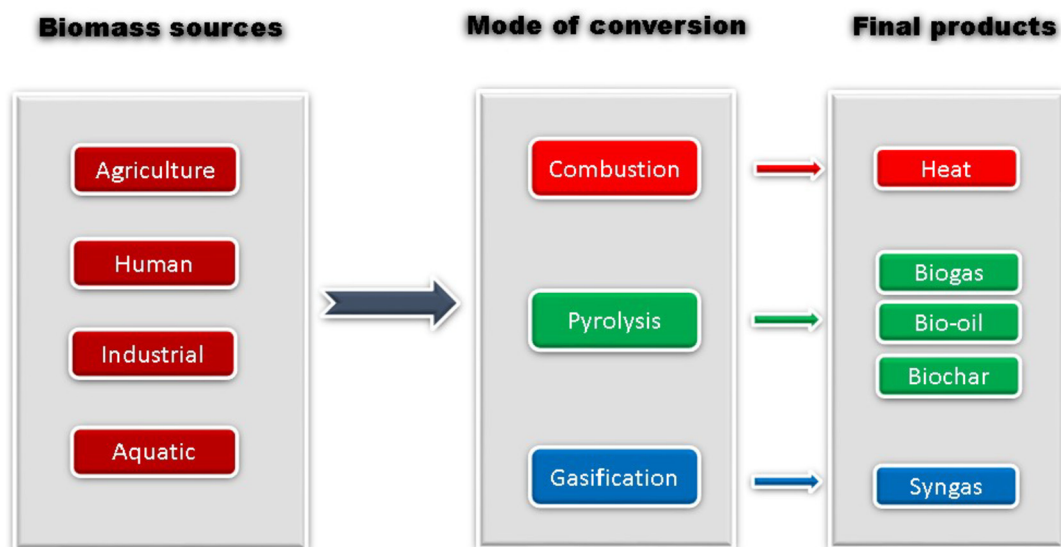 Biomass sources
Mode of conversion
Final products
Agriculture
Human
Industrial
Aquatic
Combustion
Pyrolysis
Gasification
Heat
Biogas
Bio-oil
Biochar
Syngas